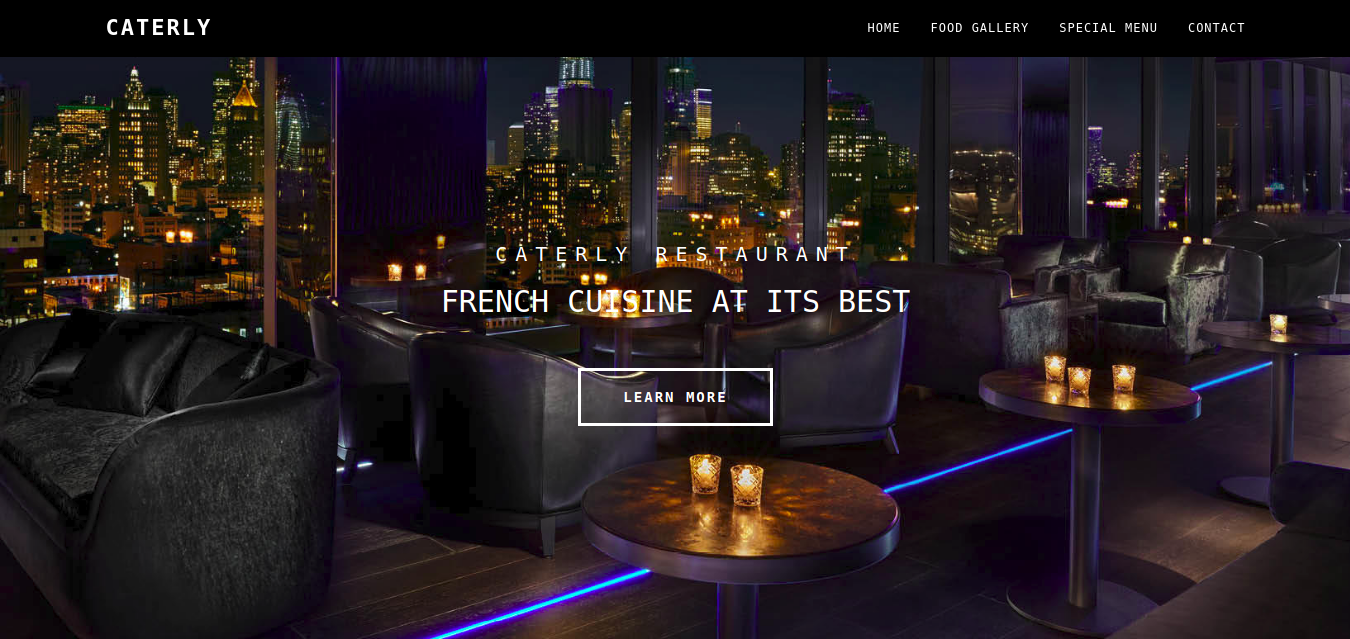 CATERLY
HOME FOOD GALLERY SPECIAL MENU CONTACT
CATERLY RESTAURANT
FRENCH CUISINE AT ITS BEST
LEARN MORE